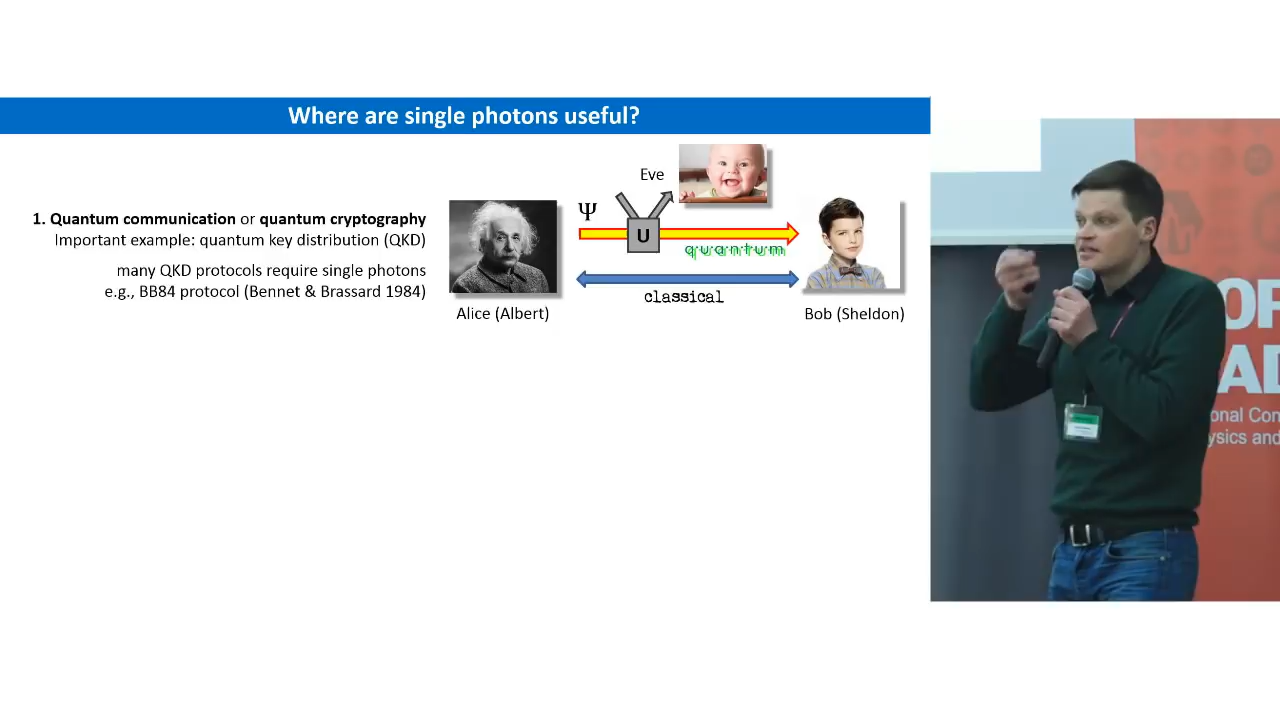 Where are single photons useful?
1. Quantum communication or quantum cryptography
Important example: quantum key distribution (QKD)
many QKD protocols require single photons
e.g., BB84 protocol (Bennet & Brassard 1984)
Eve
Ψ
U
quantum
classical
Alice (Albert)
Bob (Sheldon)
OP
AD
onal Con
ysics and